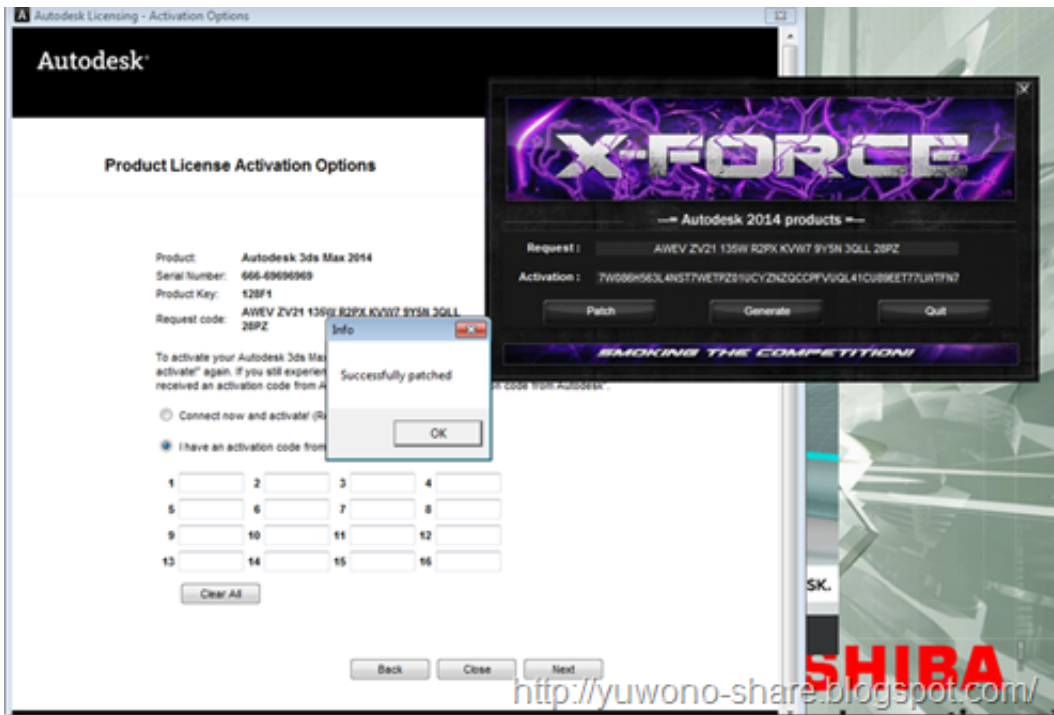 Autodesk Licensing - Activation Options
Autodesk
Product License Activation Options
X-FORCE
Autodesk 2014 products
Request :
AWEV ZV21 135W R2PX KVW7 9Y5N 3QLL 28PZ
Activation :
Patch
Generate
Quit
SMOKING THE COMPETITION!
Product:
Autodesk 3ds Max 2014
Serial Number:
666-69696969
Product Key:
128F1
Request code:
AWEV ZV21 135W R2PX KVW7 9Y5N 3QLL
28PZ
Info
Successfully patched
OK
To activate your Autodesk 3ds Max
activate!" again. If you still experien
received an activation code from A
n code from Autodesk".
Connect now and activate! (R
I have an activation code from
1 2 3 4
5 6 7 8
9 10 11 12
13 14 15 16
Clear All
Back
Close
Next
SK.
SHIBA
http://yuwono-share.blogspot.com/